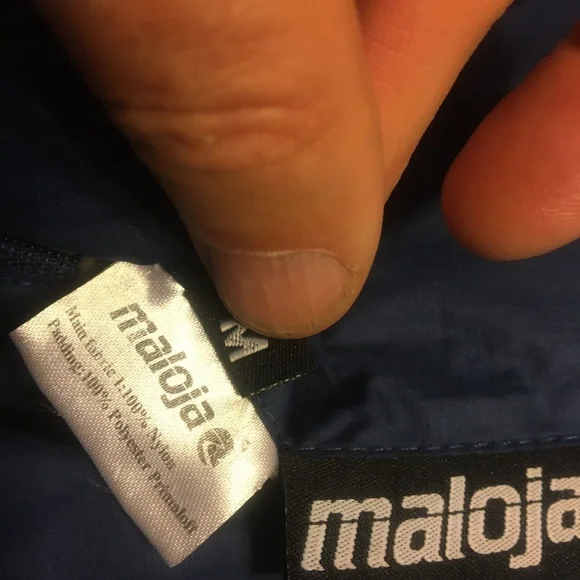 maloja
Main fabric 1:100% Nylon
Padding:100% Polyester Primaloft
M
maloja